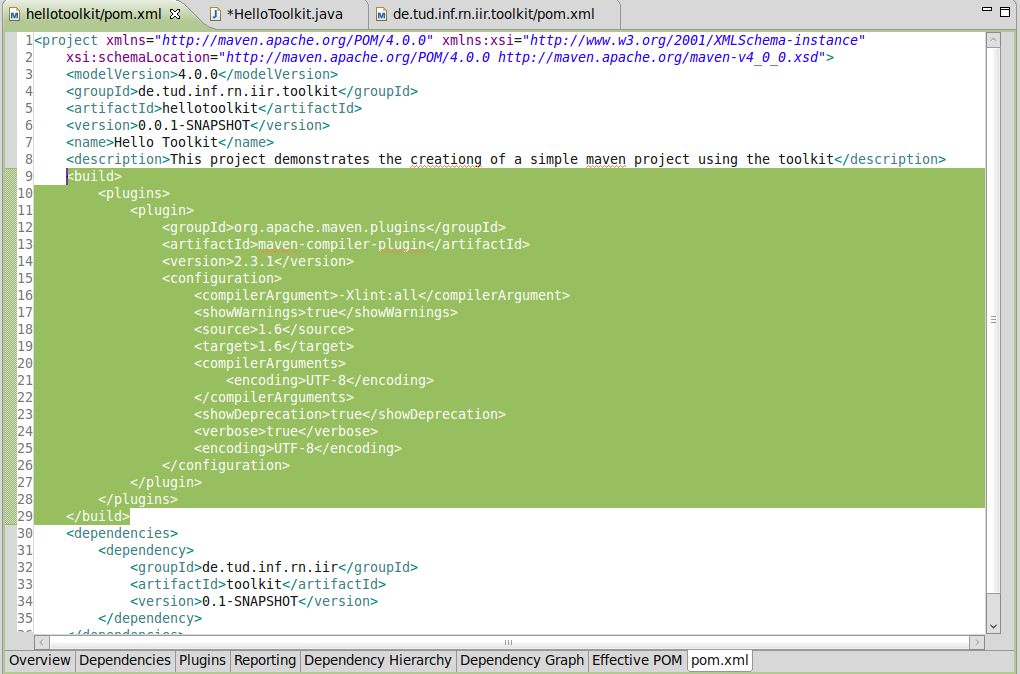 hellotoolkit/pom.xml *HelloToolkit.java de.tud.inf.rn.iir.toolkit/pom.xml
1 <project xmlns="http://maven.apache.org/POM/4.0.0" xmlns:xsi="http://www.w3.org/2001/XMLSchema-instance"
2 xsi:schemaLocation="http://maven.apache.org/POM/4.0.0 http://maven.apache.org/maven-v4_0_0.xsd">
3 <modelVersion>4.0.0</modelVersion>
4 <groupId>de.tud.inf.rn.iir.toolkit</groupId>
5 <artifactId>hellotoolkit</artifactId>
6 <version>0.0.1-SNAPSHOT</version>
7 <name>Hello Toolkit</name>
8 <description>This project demonstrates the creationg of a simple maven project using the toolkit</description>
9 <build>
10 <plugins>
11 <plugin>
12 <groupId>org.apache.maven.plugins</groupId>
13 <artifactId>maven-compiler-plugin</artifactId>
14 <version>2.3.1</version>
15 <configuration>
16 <compilerArgument>-Xlint:all</compilerArgument>
17 <showWarnings>true</showWarnings>
18 <source>1.6</source>
19 <target>1.6</target>
20 <compilerArguments>
21 <encoding>UTF-8</encoding>
22 </compilerArguments>
23 <showDeprecation>true</showDeprecation>
24 <verbose>true</verbose>
25 <encoding>UTF-8</encoding>
26 </configuration>
27 </plugin>
28 </plugins>
29 </build>
30 <dependencies>
31 <dependency>
32 <groupId>de.tud.inf.rn.iir</groupId>
33 <artifactId>toolkit</artifactId>
34 <version>0.1-SNAPSHOT</version>
35 </dependency>
36 </dependencies>
Overview Dependencies Plugins Reporting Dependency Hierarchy Dependency Graph Effective POM pom.xml